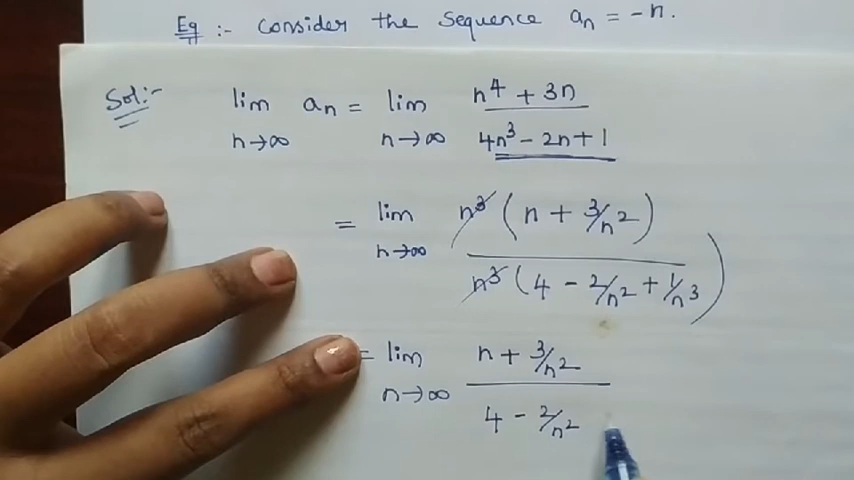 Eg :- Consider the sequence aₙ = -n.
Sol:- lim n→∞ aₙ = lim n→∞ (n⁴ + 3n)/(4n³ - 2n + 1)
= lim n→∞ n³(n + 3/n²)/n³(4 - 2/n² + 1/n³)
= lim n→∞ (n + 3/n²)/(4 - 2/n²